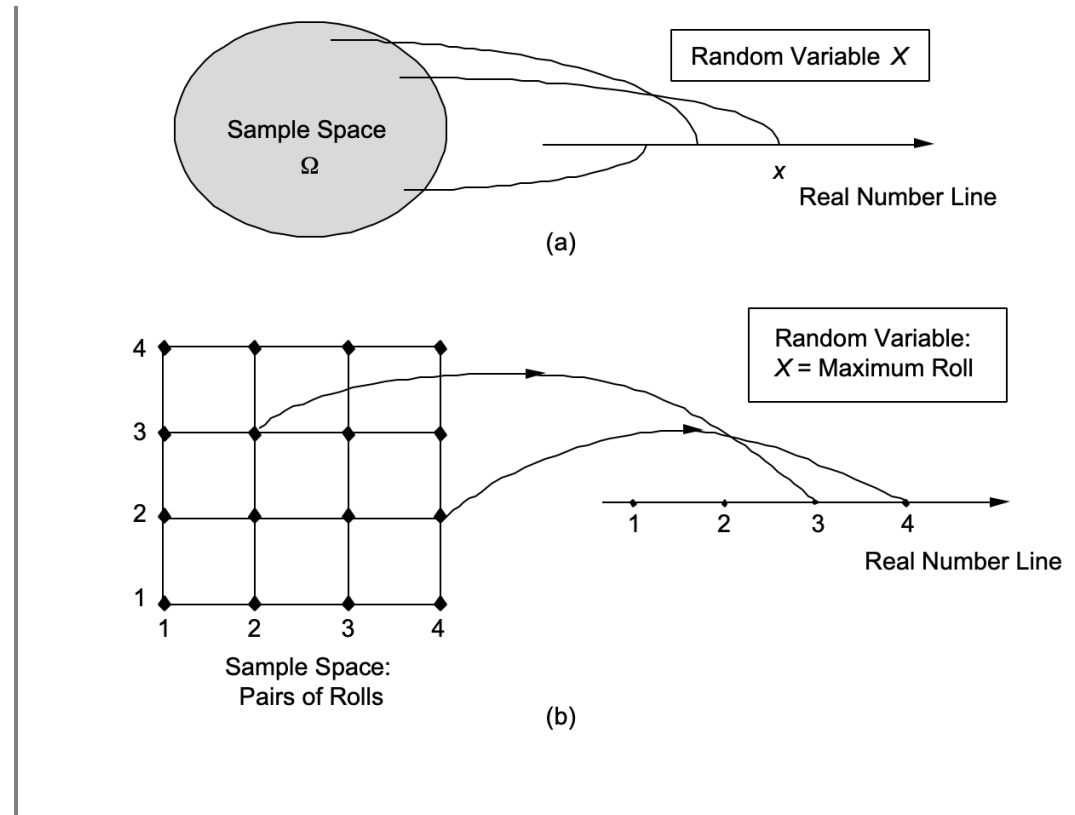 Random Variable X
Sample Space
Ω
x
Real Number Line
(a)
Random Variable:
X = Maximum Roll
4
3
2
1
1 2 3 4
1 2 3 4
Real Number Line
Sample Space:
Pairs of Rolls
(b)